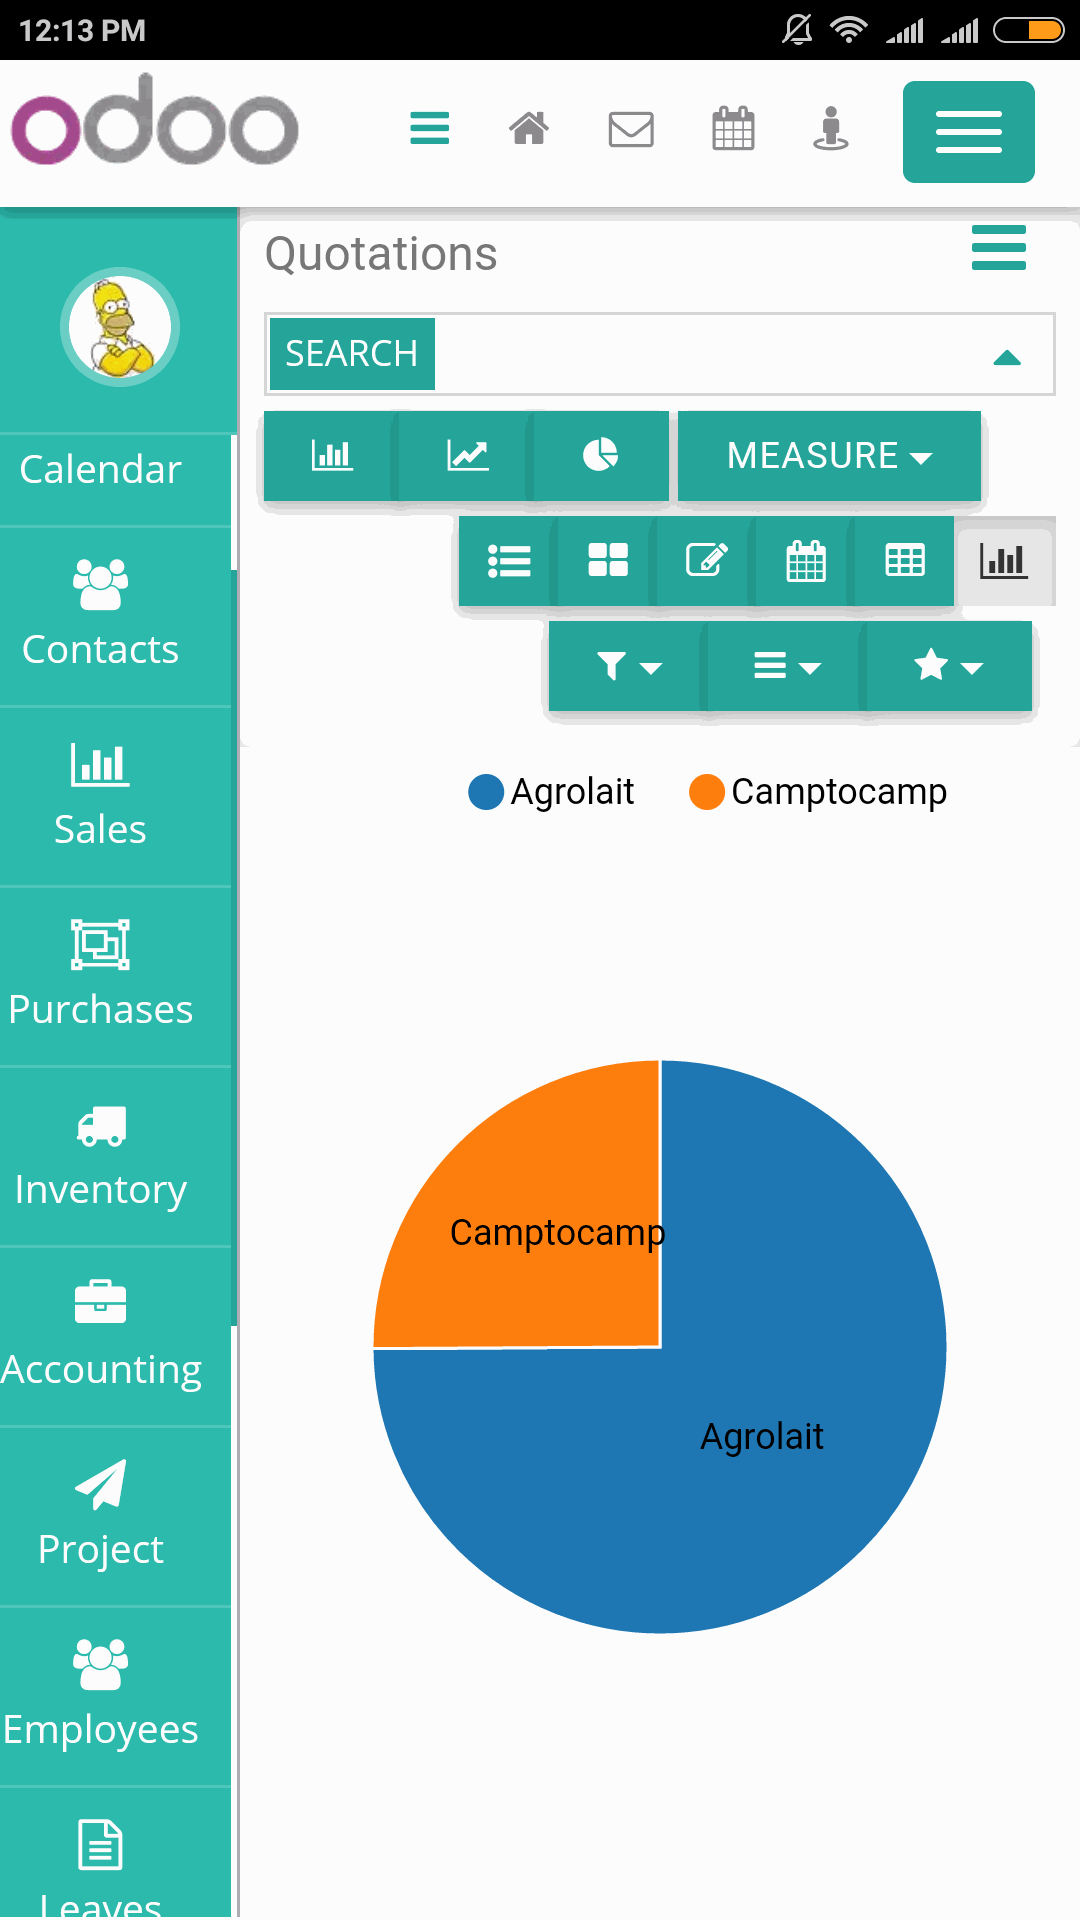 12:13 PM
odoo
Quotations
SEARCH
MEASURE
Calendar
Contacts
Sales
Purchases
Inventory
Accounting
Project
Employees
Leaves
Agrolait
Camptocamp
Camptocamp
Agrolait